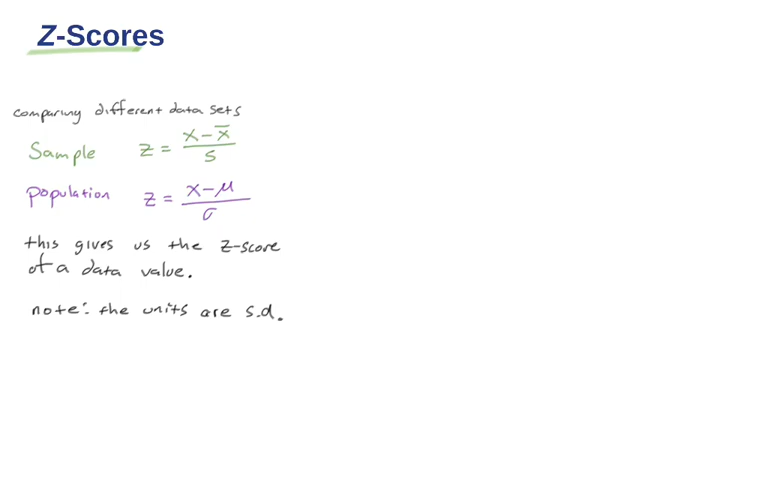 Z-Scores
comparing different data sets
Sample z = (x - x̄) / s
population z = (x - μ) / σ
this gives us the z-score
of a data value.
note: the units are s.d.